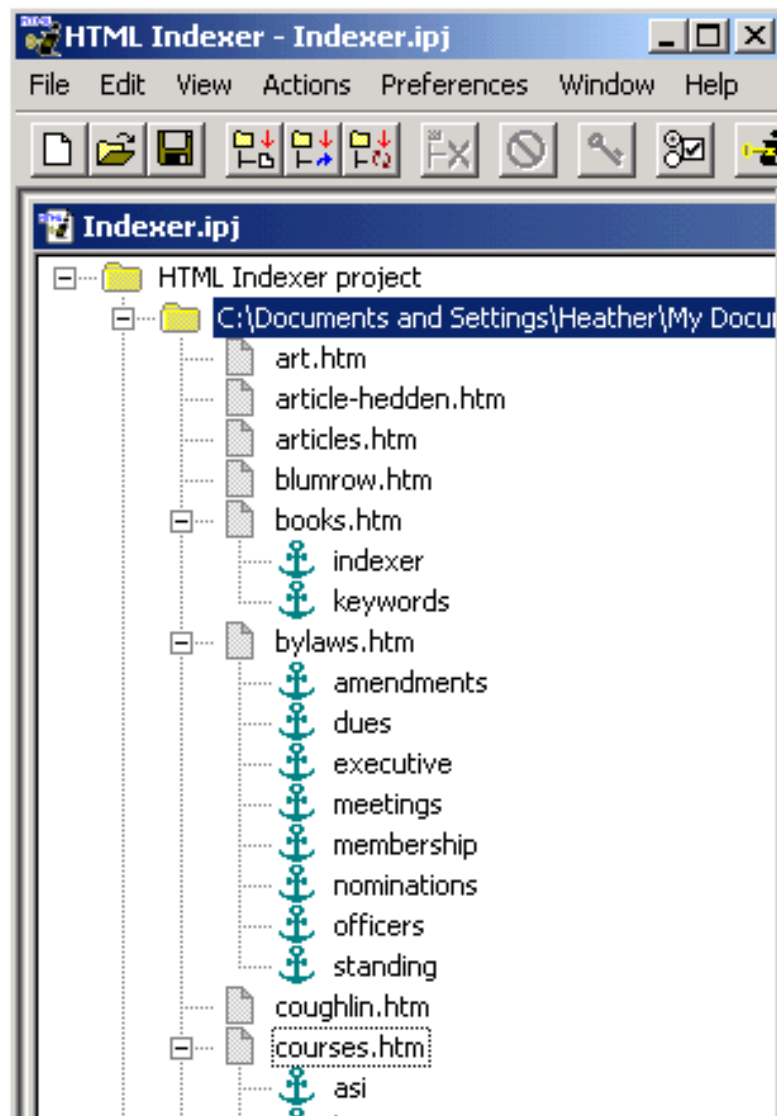 HTML Indexer - Indexer.ipj
File Edit View Actions Preferences Window Help
Indexer.ipj
HTML Indexer project
C:\Documents and Settings\Heather\My Docu
art.htm
article-hedden.htm
articles.htm
blumrow.htm
books.htm
indexer
keywords
bylaws.htm
amendments
dues
executive
meetings
membership
nominations
officers
standing
coughlin.htm
courses.htm
asi